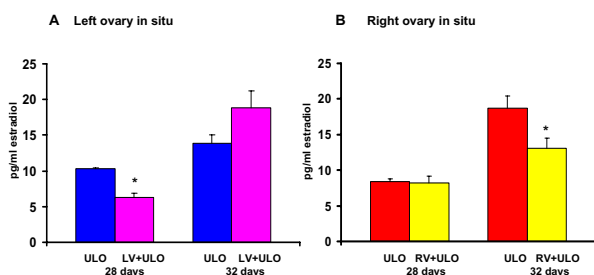 A Left ovary in situ
pg/ml estradiol
25
20
15
10
5
0
*
ULO LV+ULO ULO LV+ULO
28 days 32 days
B Right ovary in situ
pg/ml estradiol
25
20
15
10
5
0
*
ULO RV+ULO ULO RV+ULO
28 days 32 days